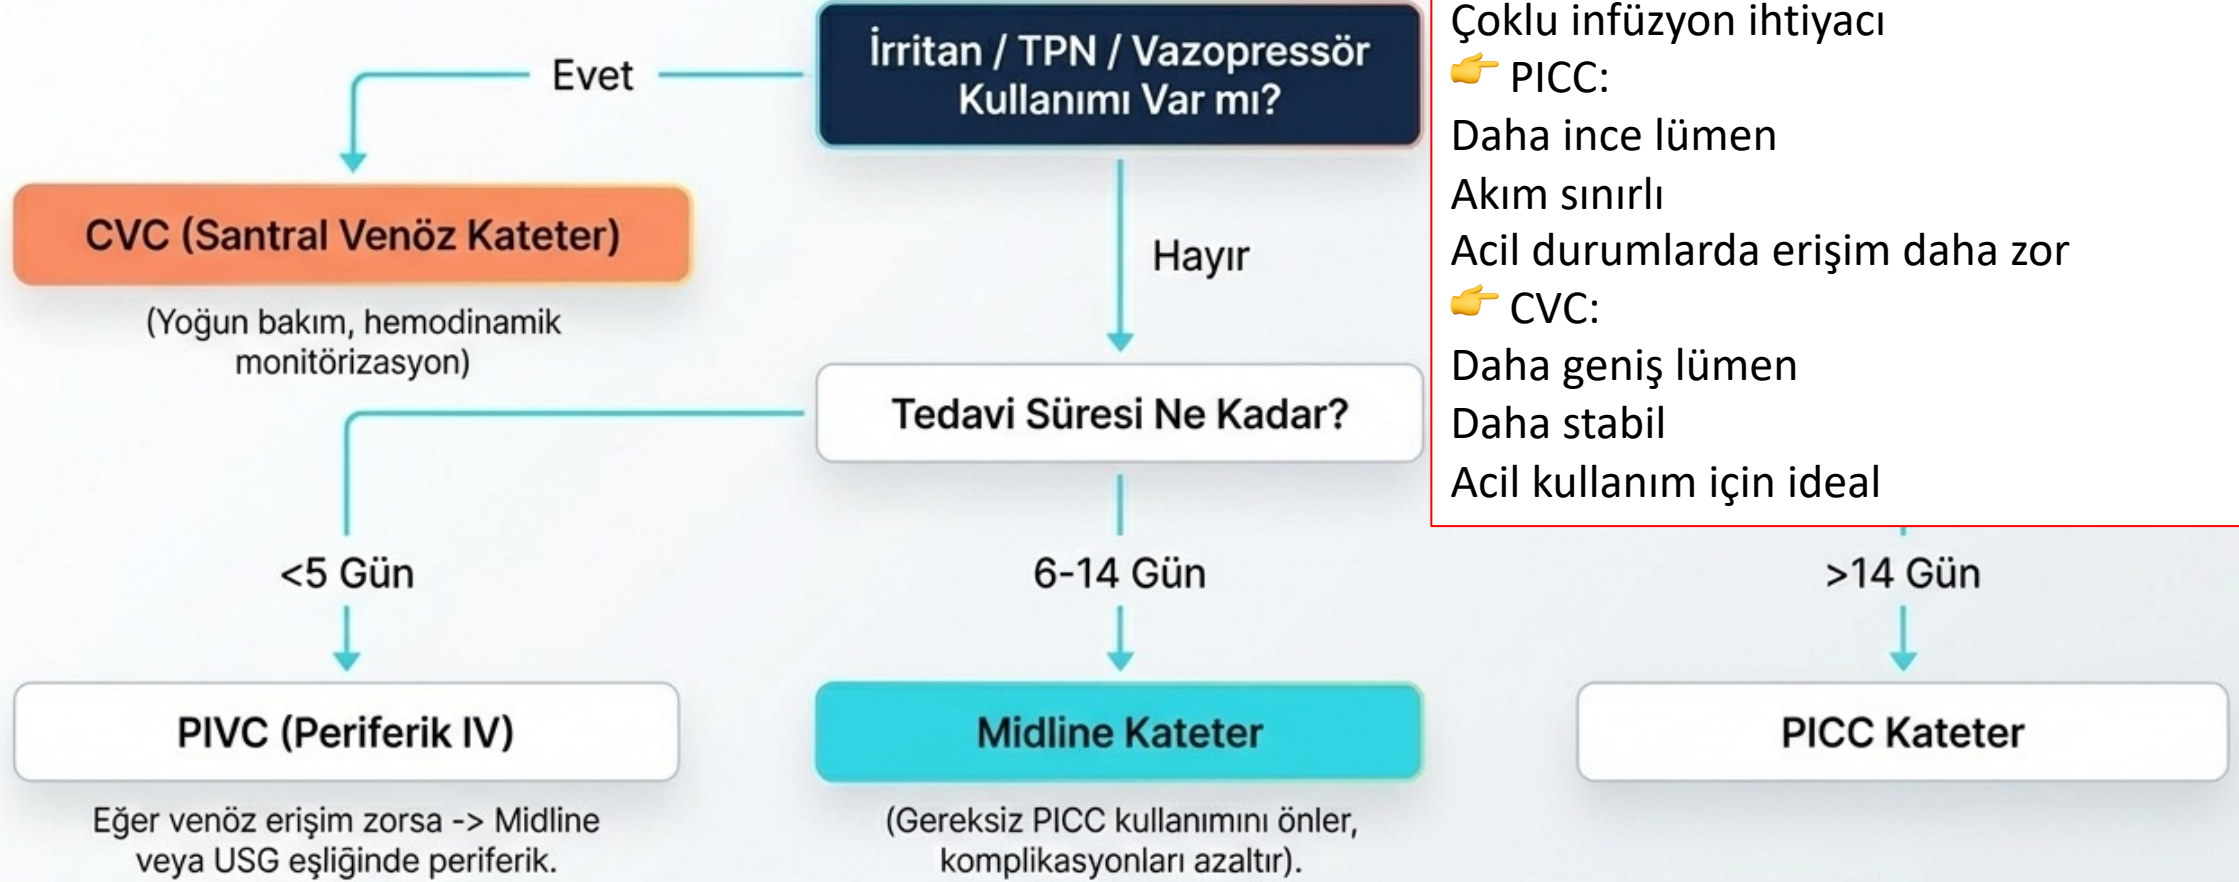 İrritan / TPN / Vazopressör
Kullanımı Var mı?
Evet
CVC (Santral Venöz Kateter)
(Yoğun bakım, hemodinamik
monitörizasyon)
Hayır
Tedavi Süresi Ne Kadar?
Çoklu infüzyon ihtiyacı
👉 PICC:
Daha ince lümen
Akım sınırlı
Acil durumlarda erişim daha zor
👉 CVC:
Daha geniş lümen
Daha stabil
Acil kullanım için ideal
<5 Gün
6-14 Gün
>14 Gün
PIVC (Periferik IV)
Eğer venöz erişim zorsa -> Midline
veya USG eşliğinde periferik.
Midline Kateter
(Gereksiz PICC kullanımını önler,
komplikasyonları azaltır).
PICC Kateter